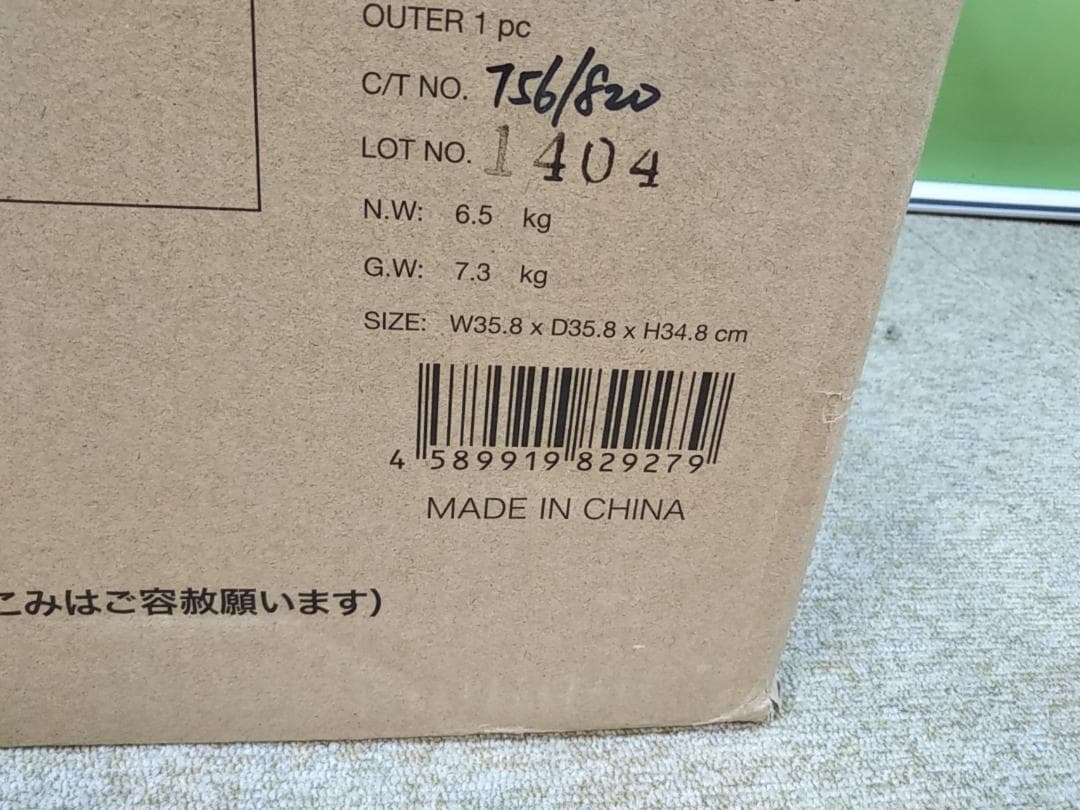 OUTER 1 pc
C/T NO. 756/820
LOT NO. 1404
N.W: 6.5 kg
G.W: 7.3 kg
SIZE: W35.8 x D35.8 x H34.8 cm
4 589919 829279
MADE IN CHINA
こみはご容赦願います)